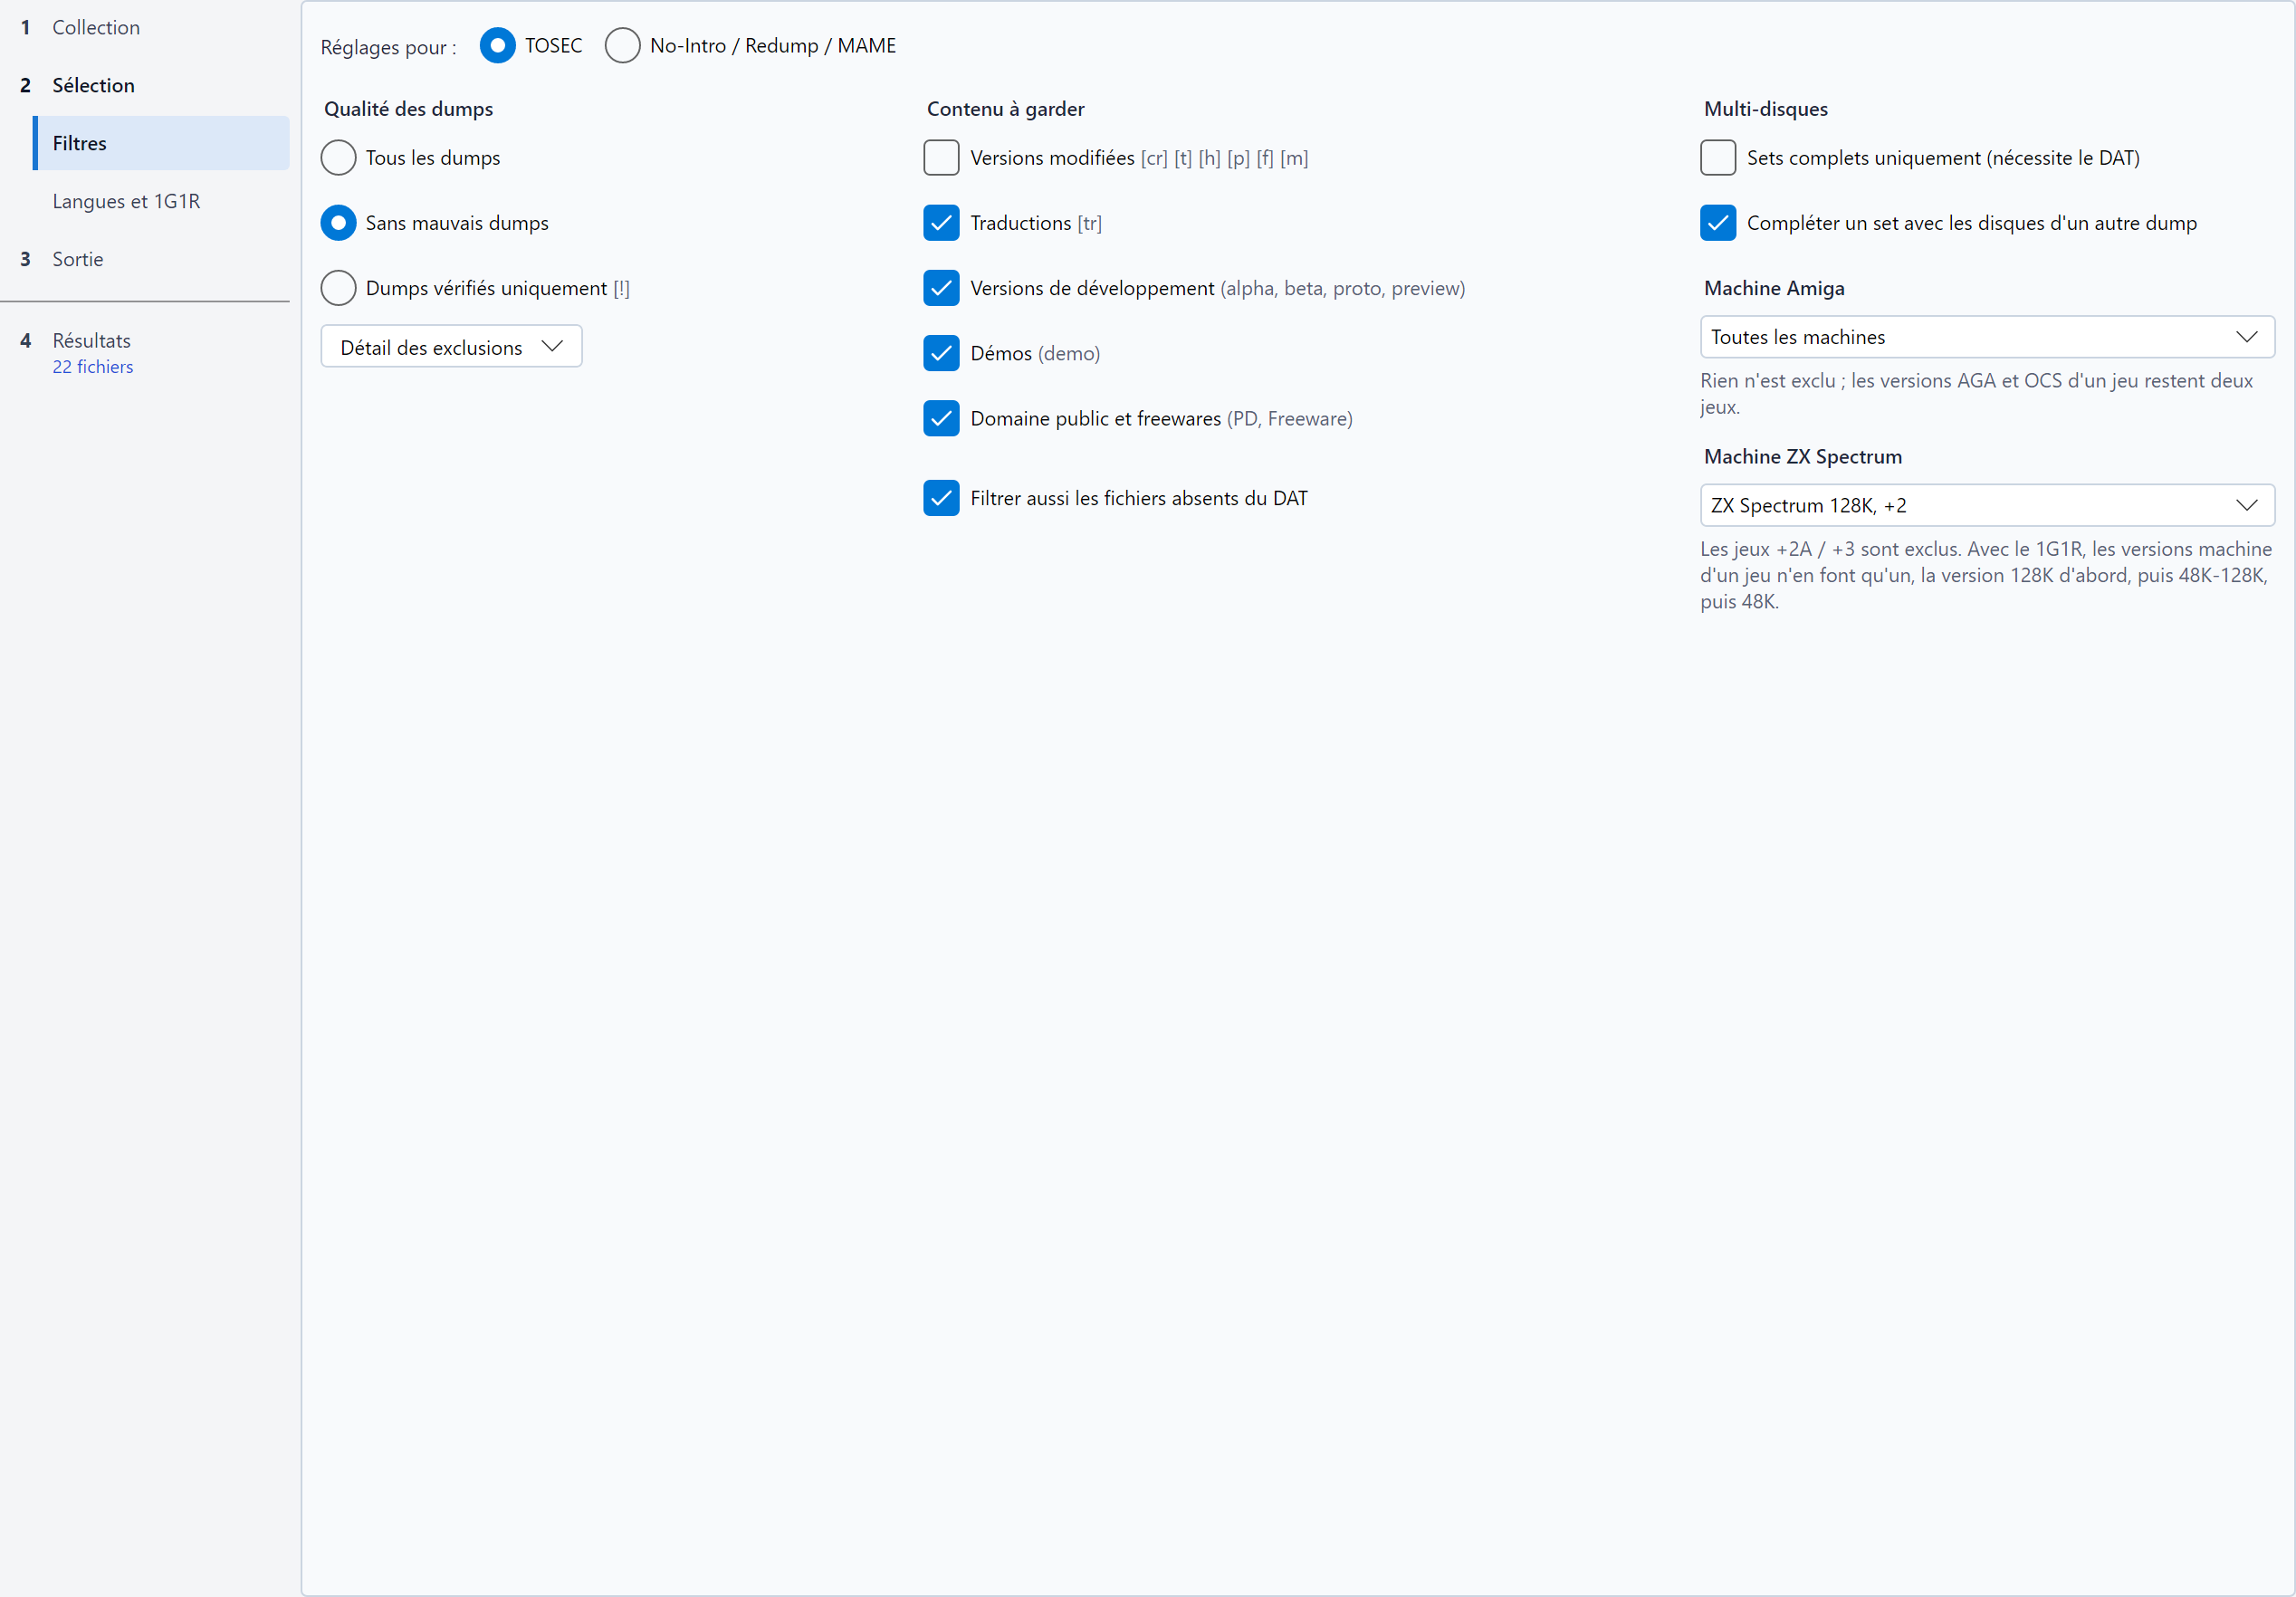 1 Collection
2 Sélection
Filtres
Langues et 1G1R
3 Sortie
4 Résultats
22 fichiers
Réglages pour :
TOSEC
No-Intro / Redump / MAME
Qualité des dumps
Tous les dumps
Sans mauvais dumps
Dumps vérifiés uniquement [!]
Détail des exclusions
Contenu à garder
Versions modifiées [cr] [t] [h] [p] [f] [m]
Traductions [tr]
Versions de développement (alpha, beta, proto, preview)
Démos (demo)
Domaine public et freewares (PD, Freeware)
Filtrer aussi les fichiers absents du DAT
Multi-disques
Sets complets uniquement (nécessite le DAT)
Compléter un set avec les disques d'un autre dump
Machine Amiga
Toutes les machines
Rien n'est exclu ; les versions AGA et OCS d'un jeu restent deux
jeux.
Machine ZX Spectrum
ZX Spectrum 128K, +2
Les jeux +2A / +3 sont exclus. Avec le 1G1R, les versions machine
d'un jeu n'en font qu'un, la version 128K d'abord, puis 48K-128K,
puis 48K.